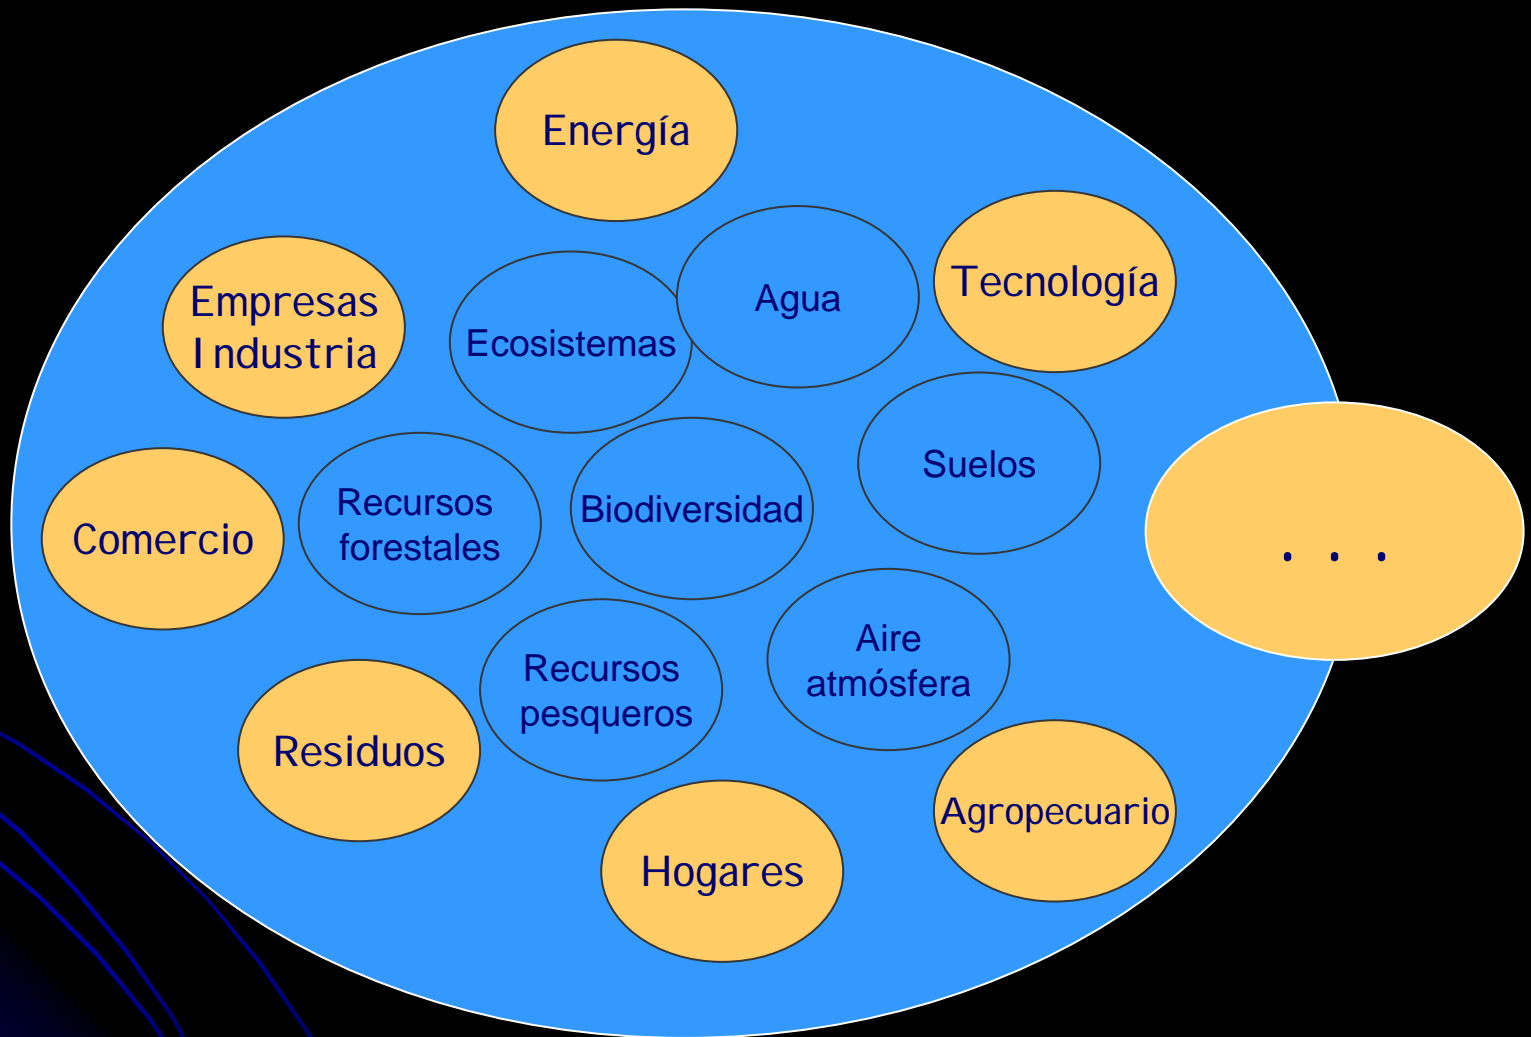 Energía
Tecnología
Agua
Empresas
Industria
Ecosistemas
Suelos
Recursos
forestales
Biodiversidad
Comercio
. . .
Aire
atmósfera
Recursos
pesqueros
Residuos
Agropecuario
Hogares